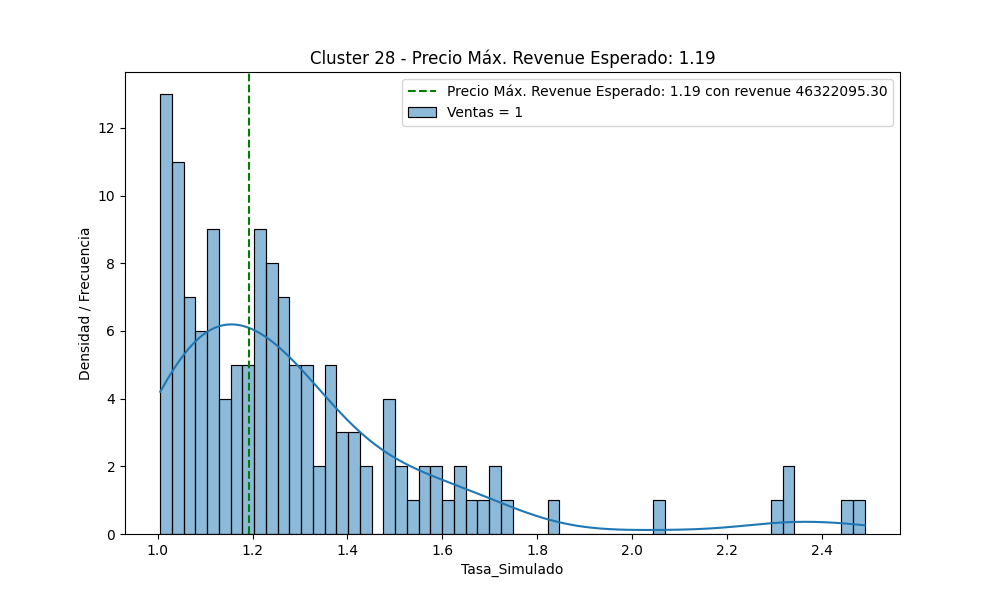 Cluster 28 - Precio Máx. Revenue Esperado: 1.19
Precio Máx. Revenue Esperado: 1.19 con revenue 46322095.30
Ventas = 1
Densidad / Frecuencia
12
10
8
6
4
2
0
1.0 1.2 1.4 1.6 1.8 2.0 2.2 2.4
Tasa_Simulado